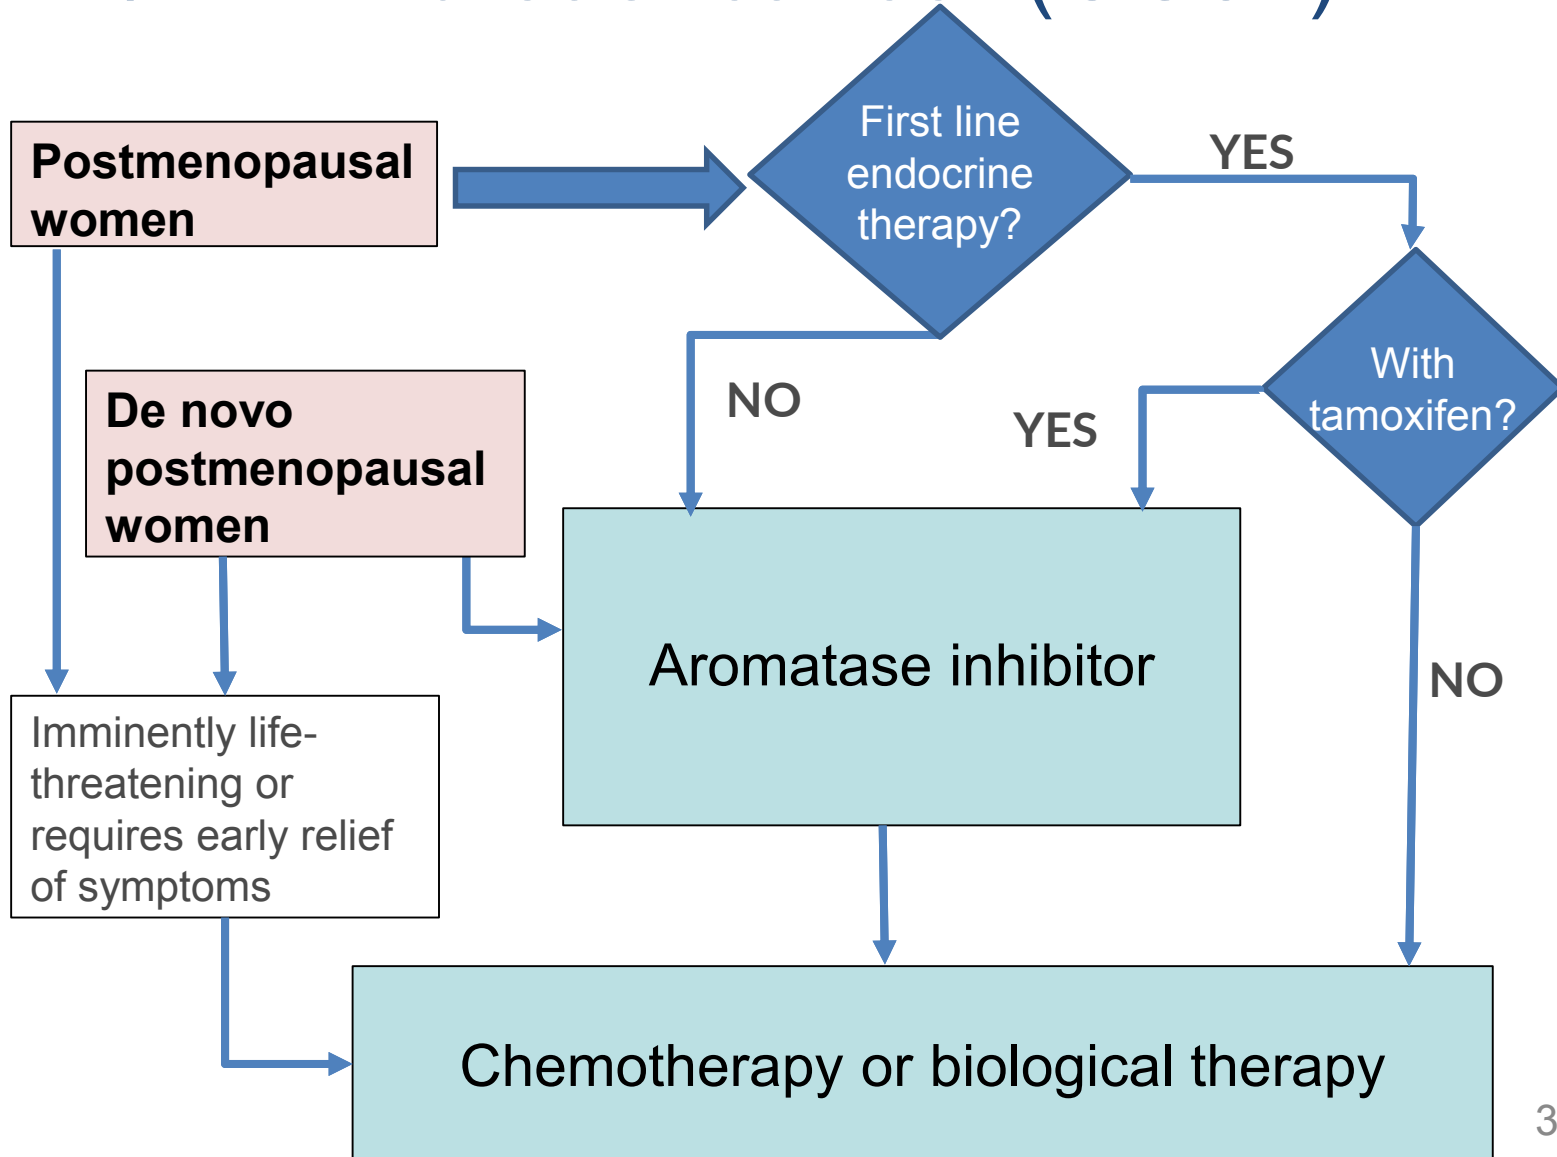 First line
endocrine
therapy?
YES
Postmenopausal
women
With
tamoxifen?
NO
YES
De novo
postmenopausal
women
Aromatase inhibitor
NO
Imminently life-
threatening or
requires early relief
of symptoms
Chemotherapy or biological therapy
3